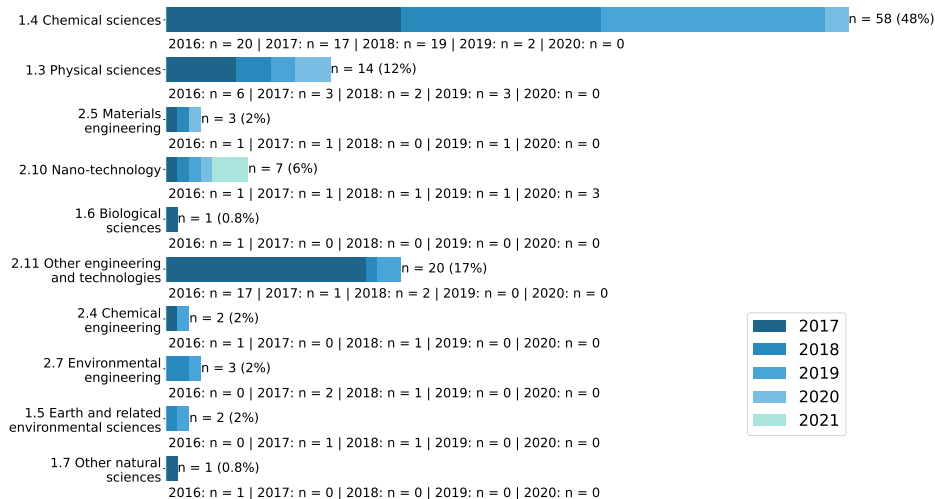 1.4 Chemical sciences
n = 58 (48%)
2016: n = 20 | 2017: n = 17 | 2018: n = 19 | 2019: n = 2 | 2020: n = 0
1.3 Physical sciences
n = 14 (12%)
2016: n = 6 | 2017: n = 3 | 2018: n = 2 | 2019: n = 3 | 2020: n = 0
2.5 Materials
engineering
n = 3 (2%)
2016: n = 1 | 2017: n = 1 | 2018: n = 0 | 2019: n = 1 | 2020: n = 0
2.10 Nano-technology
n = 7 (6%)
2016: n = 1 | 2017: n = 1 | 2018: n = 1 | 2019: n = 1 | 2020: n = 3
1.6 Biological
sciences
n = 1 (0.8%)
2016: n = 1 | 2017: n = 0 | 2018: n = 0 | 2019: n = 0 | 2020: n = 0
2.11 Other engineering
and technologies
n = 20 (17%)
2016: n = 17 | 2017: n = 1 | 2018: n = 2 | 2019: n = 0 | 2020: n = 0
2.4 Chemical
engineering
n = 2 (2%)
2016: n = 1 | 2017: n = 0 | 2018: n = 1 | 2019: n = 0 | 2020: n = 0
2.7 Environmental
engineering
n = 3 (2%)
2016: n = 0 | 2017: n = 2 | 2018: n = 1 | 2019: n = 0 | 2020: n = 0
1.5 Earth and related
environmental sciences
n = 2 (2%)
2016: n = 0 | 2017: n = 1 | 2018: n = 1 | 2019: n = 0 | 2020: n = 0
1.7 Other natural
sciences
n = 1 (0.8%)
2016: n = 1 | 2017: n = 0 | 2018: n = 0 | 2019: n = 0 | 2020: n = 0
2017
2018
2019
2020
2021